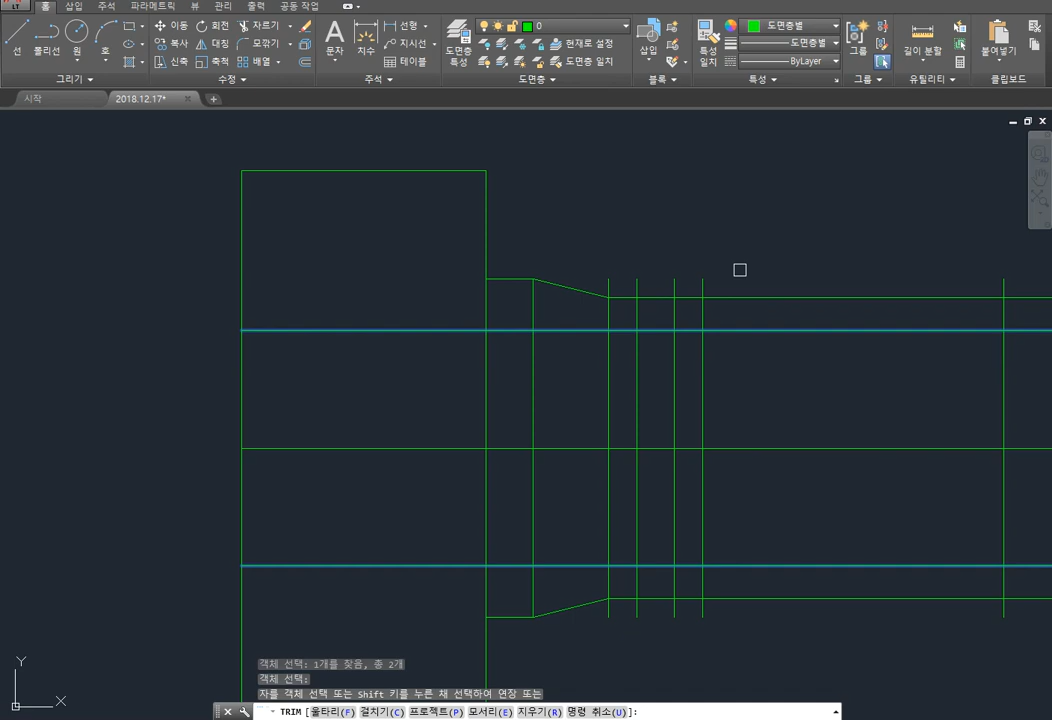 LT 홈 삽입 주석 파라메트릭 뷰 관리 출력 공동 작업
선 폴리선 원 호
이동 회전 자르기
복사 대칭 모깎기
신축 축척 배열
문자 치수
선형
지시선
테이블
도면층
특성
0
현재로 설정
도면층 일치
삽입
특성
일치
도면층별
도면층별
ByLayer
그룹
길이 분할
붙여넣기
그리기 수정 주석 도면층 블록 특성 그룹 유틸리티 클립보드
시작 2018.12.17*
Y
X
객체 선택: 1개를 찾음, 총 2개
객체 선택:
자를 객체 선택 또는 Shift 키를 누른 채 선택하여 연장 또는
TRIM [울타리(F) 걸치기(C) 프로젝트(P) 모서리(E) 지우기(R) 명령 취소(U)]: